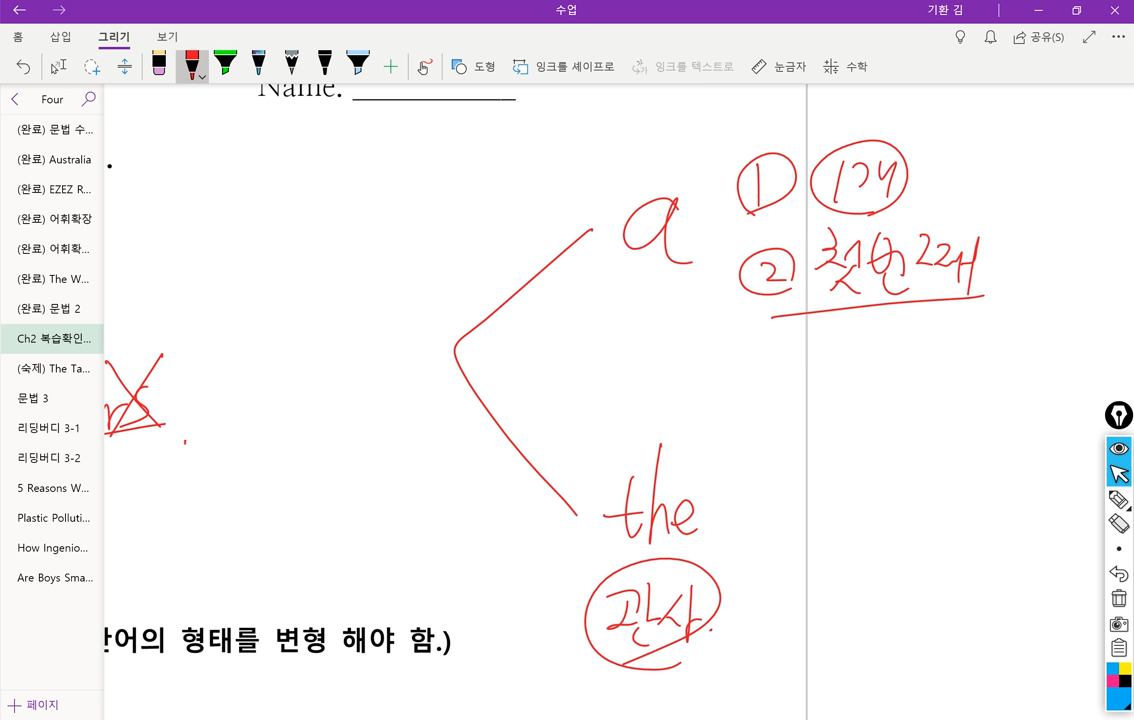 수업
기환 김
홈 삽입 그리기 보기
공유(S)
도형 잉크를 셰이프로 잉크를 텍스트로 눈금자 수학
Four
(완료) 문법 수...
(완료) Australia
(완료) EZEZ R...
(완료) 어휘확장
(완료) 어휘확...
(완료) The W...
(완료) 문법 2
Ch2 복습확인...
(숙제) The Ta...
문법 3
리딩버디 3-1
리딩버디 3-2
5 Reasons W...
Plastic Polluti...
How Ingenio...
Are Boys Sma...
페이지
Name: ___________
a
① 1개
②
the
관사
단어의 형태를 변형 해야 함.)